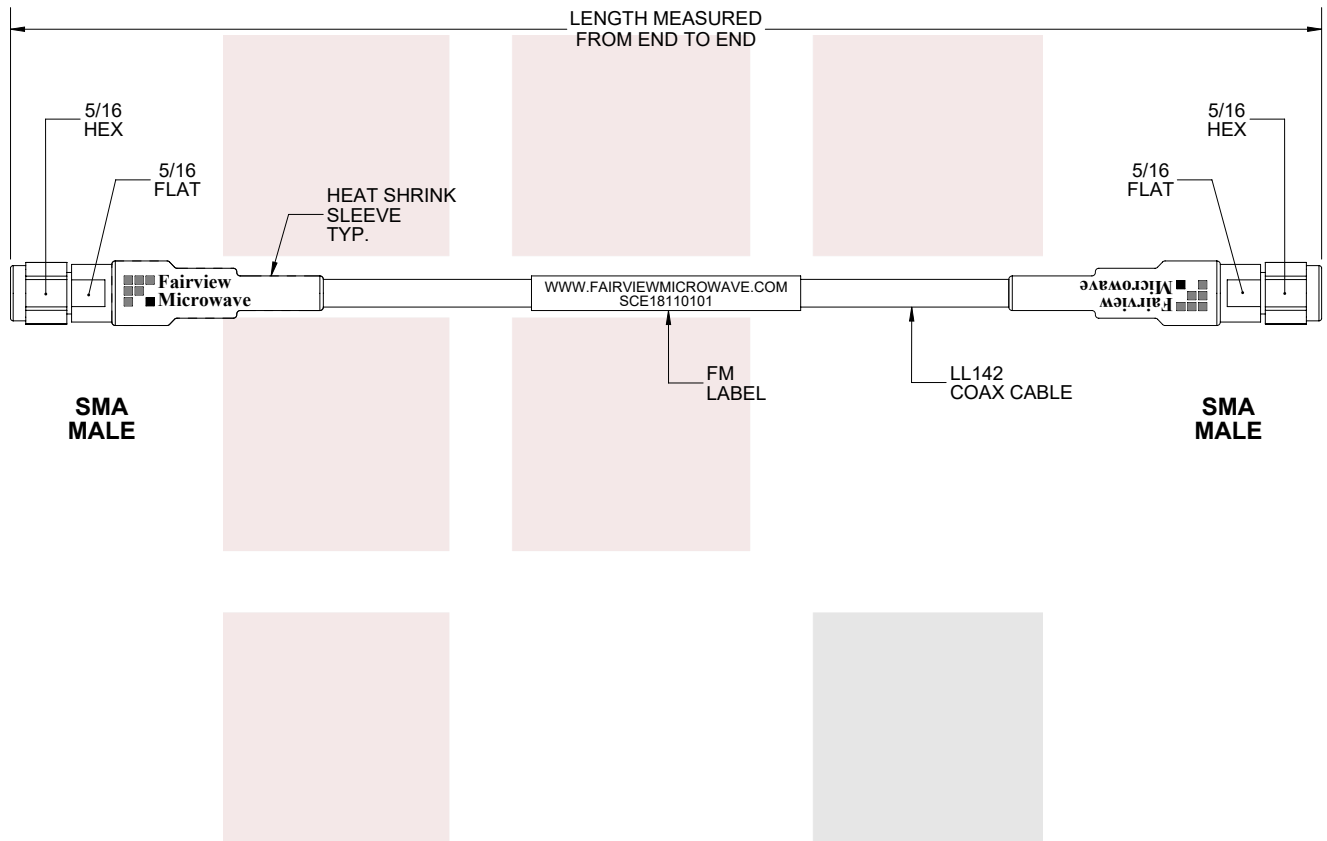 LENGTH MEASURED
FROM END TO END
5/16
HEX
5/16
HEX
5/16
FLAT
5/16
FLAT
HEAT SHRINK
SLEEVE
TYP.
Fairview
Microwave
WWW.FAIRVIEWMICROWAVE.COM
SCE18110101
Fairview
Microwave
FM
LABEL
LL142
COAX CABLE
SMA
MALE
SMA
MALE